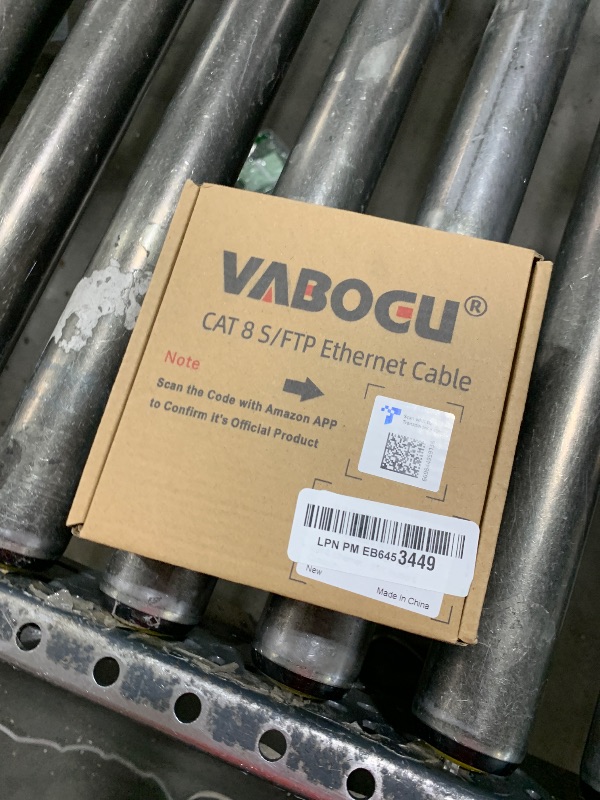 VABOGU®
CAT 8 S/FTP Ethernet Cable
Note
Scan the Code with Amazon APP
to Confirm it's Official Product
LPN PM EB6453449
New
Made In China